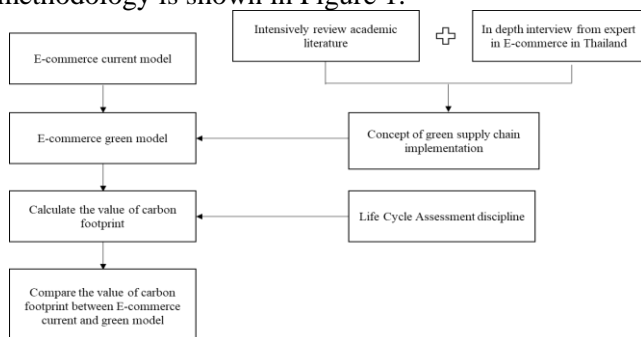 methodology is shown in Figure 1.
Intensively review academic
literature
In depth interview from expert
in E-commerce in Thailand
E-commerce current model
E-commerce green model
Concept of green supply chain
implementation
Calculate the value of carbon
footprint
Life Cycle Assessment discipline
Compare the value of carbon
footprint between E-commerce
current and green model